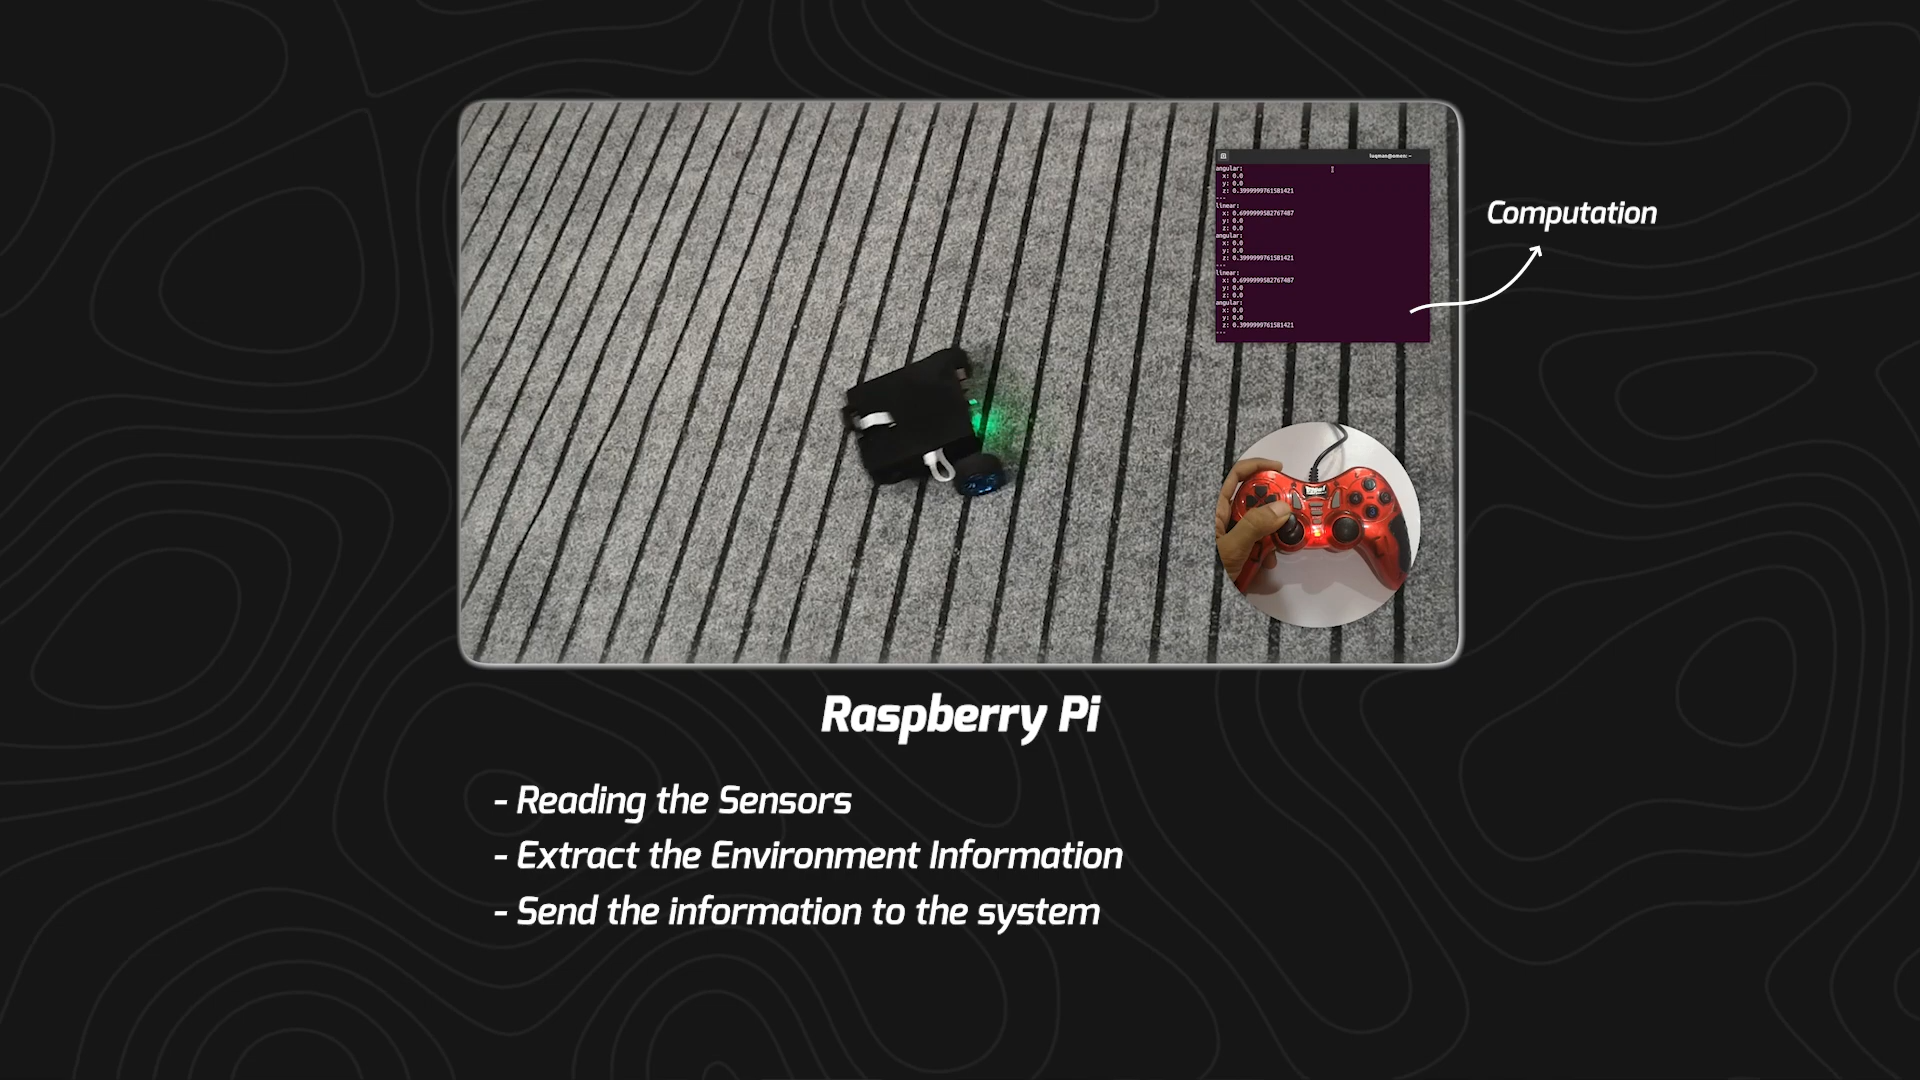 luqman@omen: ~
angular:
x: 0.0
y: 0.0
z: 0.3999999761581421
---
linear:
x: 0.6999999582767487
y: 0.0
z: 0.0
angular:
x: 0.0
y: 0.0
z: 0.3999999761581421
---
linear:
x: 0.6999999582767487
y: 0.0
z: 0.0
angular:
x: 0.0
y: 0.0
z: 0.3999999761581421
---
Computation
Raspberry Pi
- Reading the Sensors
- Extract the Environment Information
- Send the information to the system